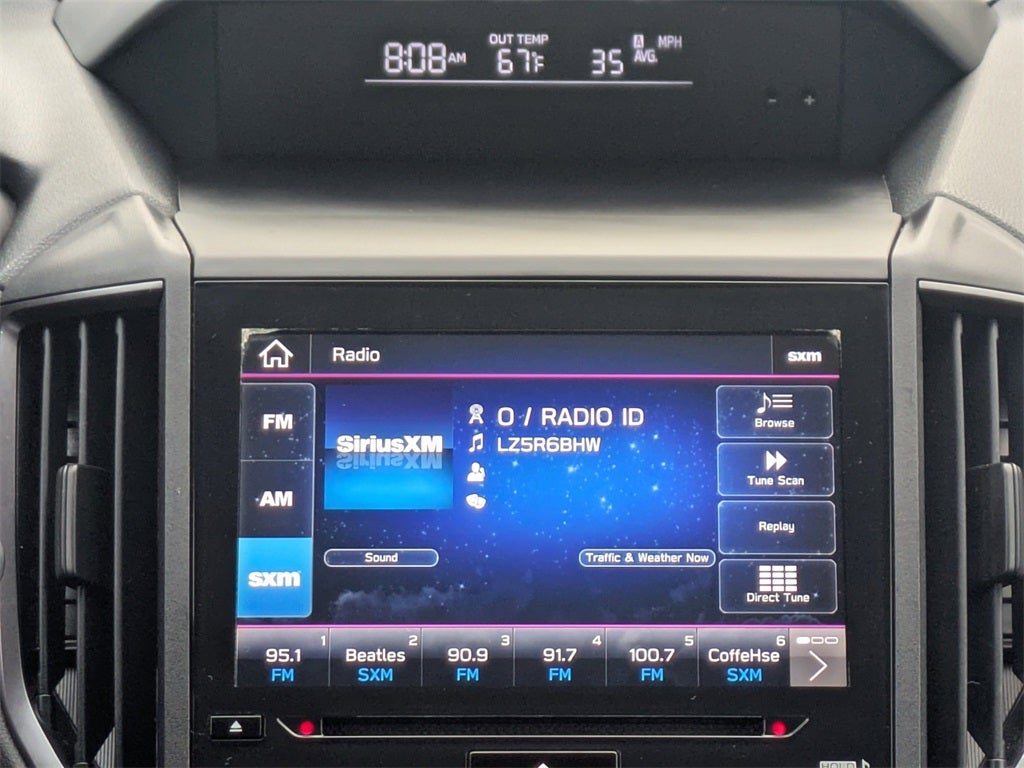 OUT TEMP A MPH
8:08 AM 67°F 35 AVG.
- +
Radio sxm
FM
AM
sxm
SiriusXM
0 / RADIO ID
LZ5R6BHW
Sound
Traffic & Weather Now
Browse
Tune Scan
Replay
Direct Tune
1 2 3 4 5 6
95.1 Beatles 90.9 91.7 100.7 CoffeHse
FM SXM FM FM FM SXM
HOLD